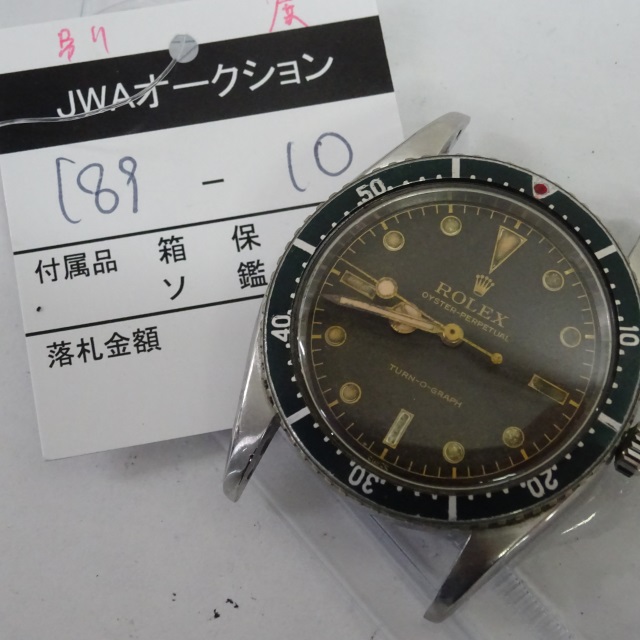 JWAオークション
189 - 10
付属品 箱 保
ソ 鑑
落札金額
50
10
20
30
40
ROLEX
OYSTER-PERPETUAL
TURN-O-GRAPH